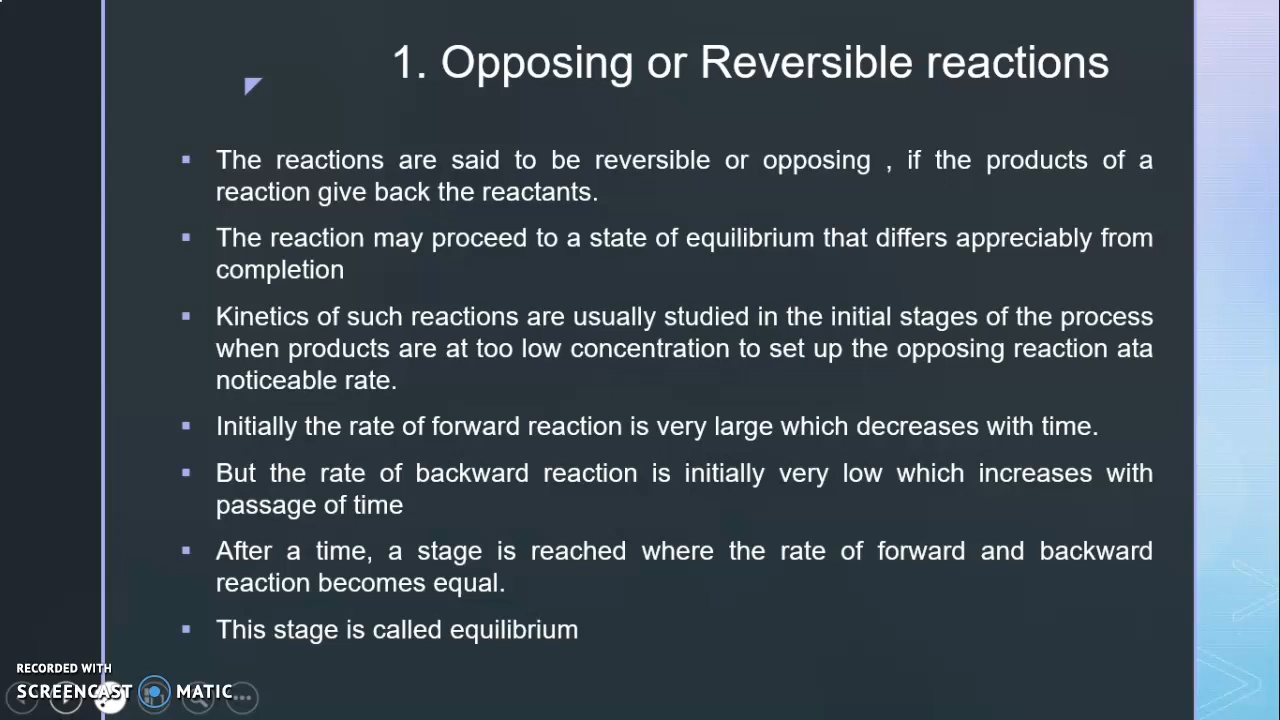 1. Opposing or Reversible reactions
The reactions are said to be reversible or opposing , if the products of a
reaction give back the reactants.
The reaction may proceed to a state of equilibrium that differs appreciably from
completion
Kinetics of such reactions are usually studied in the initial stages of the process
when products are at too low concentration to set up the opposing reaction ata
noticeable rate.
Initially the rate of forward reaction is very large which decreases with time.
But the rate of backward reaction is initially very low which increases with
passage of time
After a time, a stage is reached where the rate of forward and backward
reaction becomes equal.
This stage is called equilibrium
RECORDED WITH
SCREENCAST MATIC